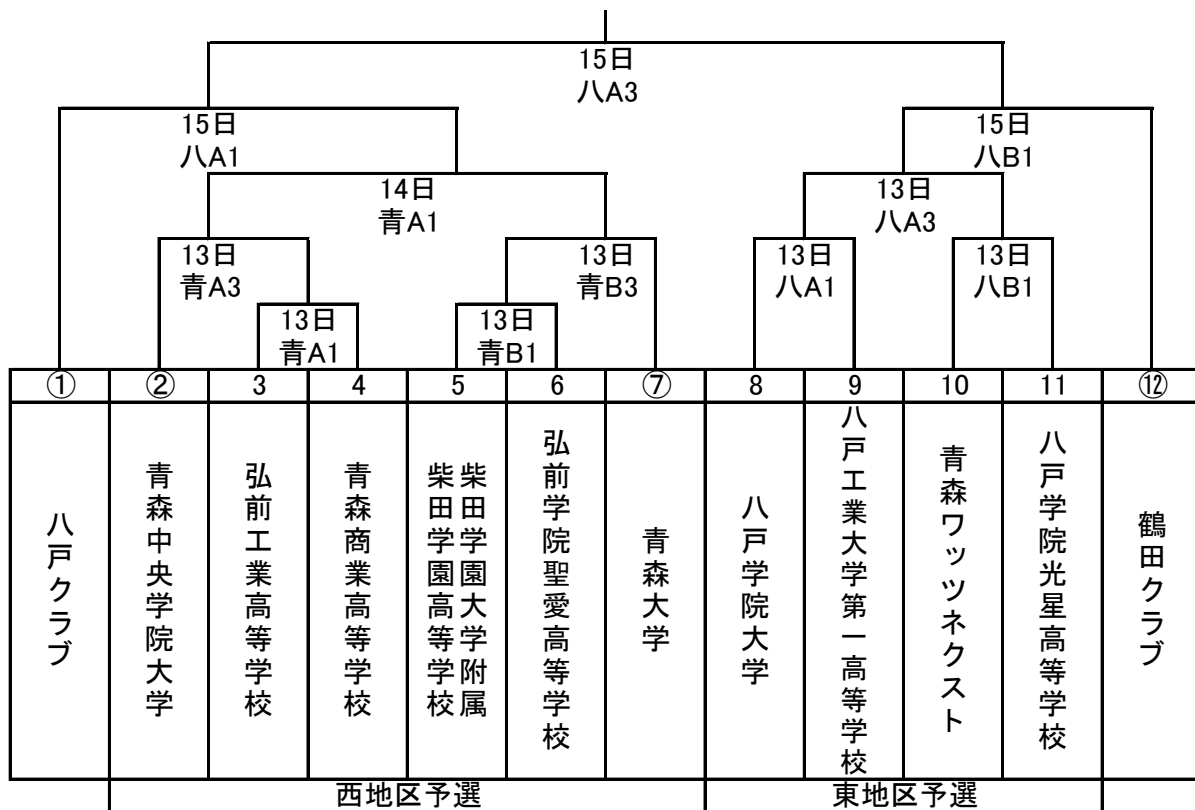 15日
八A3
15日
八A1
15日
八B1
14日
青A1
13日
八A3
13日
青A3
13日
青B3
13日
八A1
13日
八B1
13日
青A1
13日
青B1
① ② 3 4 5 6 ⑦ 8 9 10 11 ⑫
八戸クラブ
青森中央学院大学
弘前工業高等学校
青森商業高等学校
柴田学園大学附属
柴田学園高等学校
弘前学院聖愛高等学校
青森大学
八戸学院大学
八戸工業大学第一高等学校
青森ワッツネクスト
八戸学院光星高等学校
鶴田クラブ
西地区予選
東地区予選